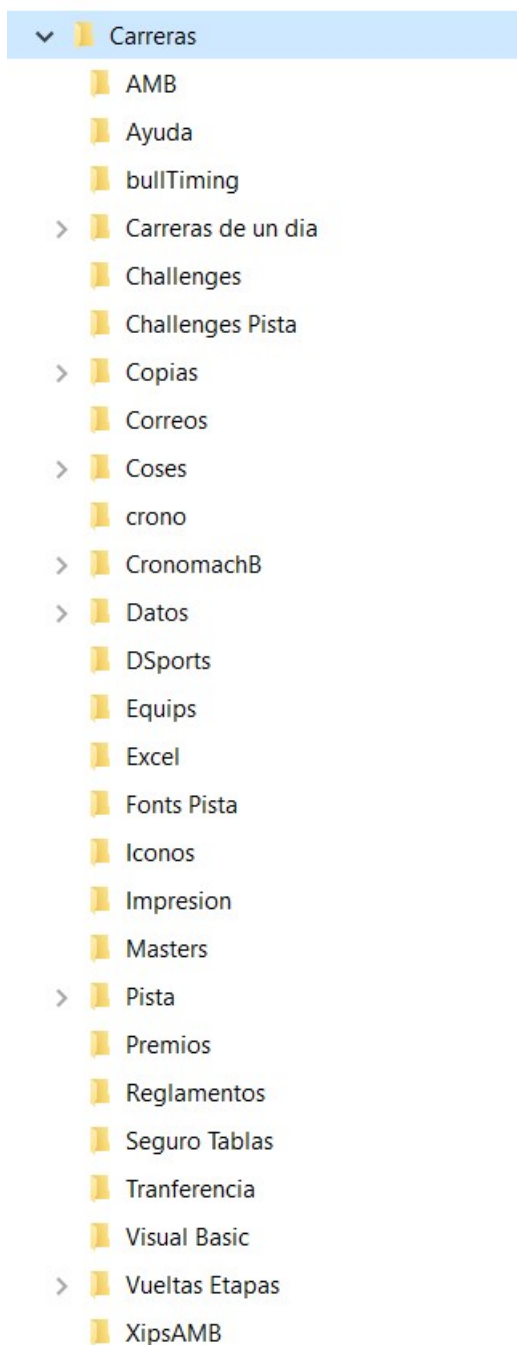 Carreras
AMB
Ayuda
bullTiming
Carreras de un dia
Challenges
Challenges Pista
Copias
Correos
Coses
crono
CronomachB
Datos
DSports
Equips
Excel
Fonts Pista
Iconos
Impresion
Masters
Pista
Premios
Reglamentos
Seguro Tablas
Tranferencia
Visual Basic
Vueltas Etapas
XipsAMB